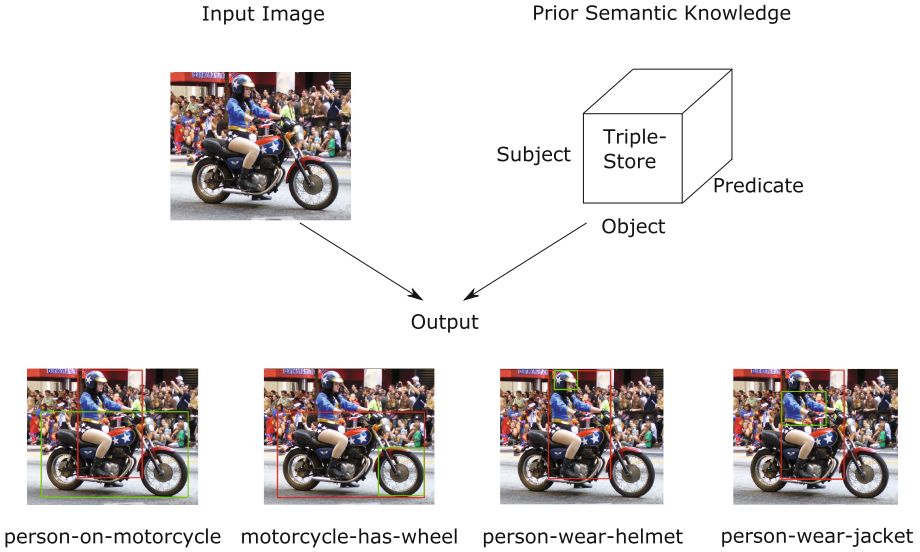 Input Image
Prior Semantic Knowledge
Triple-
Store
Subject
Predicate
Object
Output
person-on-motorcycle
motorcycle-has-wheel
person-wear-helmet
person-wear-jacket